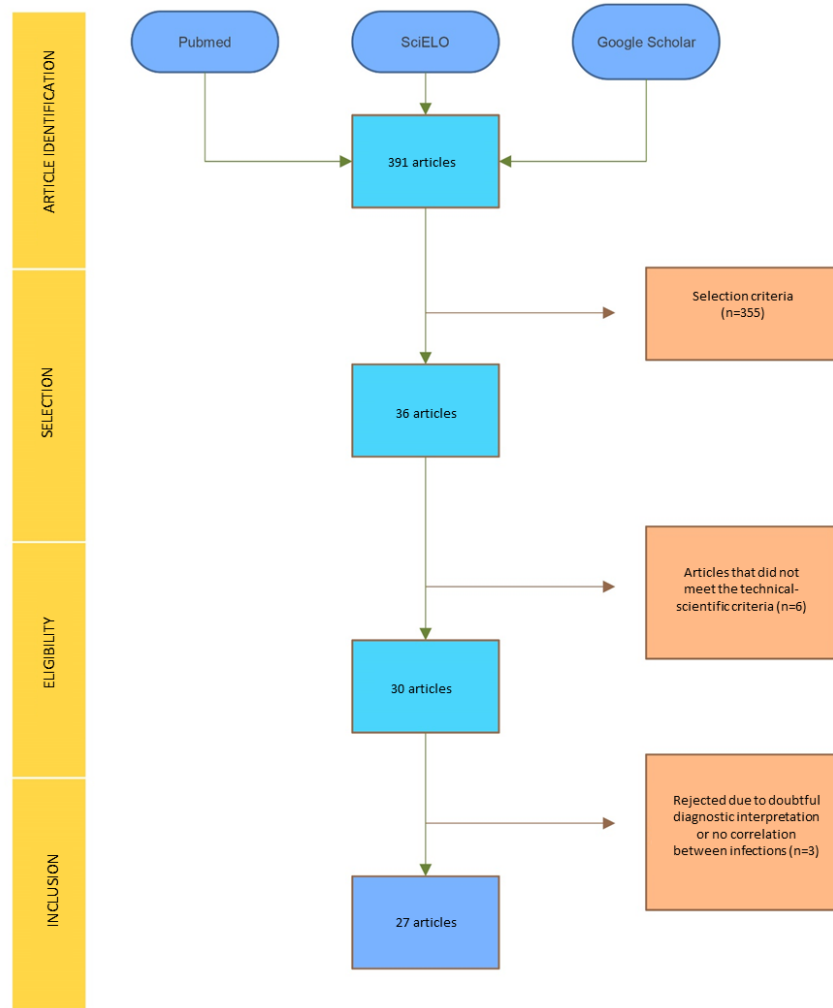 Pubmed
SciELO
Google Scholar
ARTICLE IDENTIFICATION
391 articles
Selection criteria
(n=355)
SELECTION
36 articles
Articles that did not
meet the technical-
scientific criteria (n=6)
ELIGIBILITY
30 articles
Rejected due to doubtful
diagnostic interpretation
or no correlation
between infections (n=3)
INCLUSION
27 articles